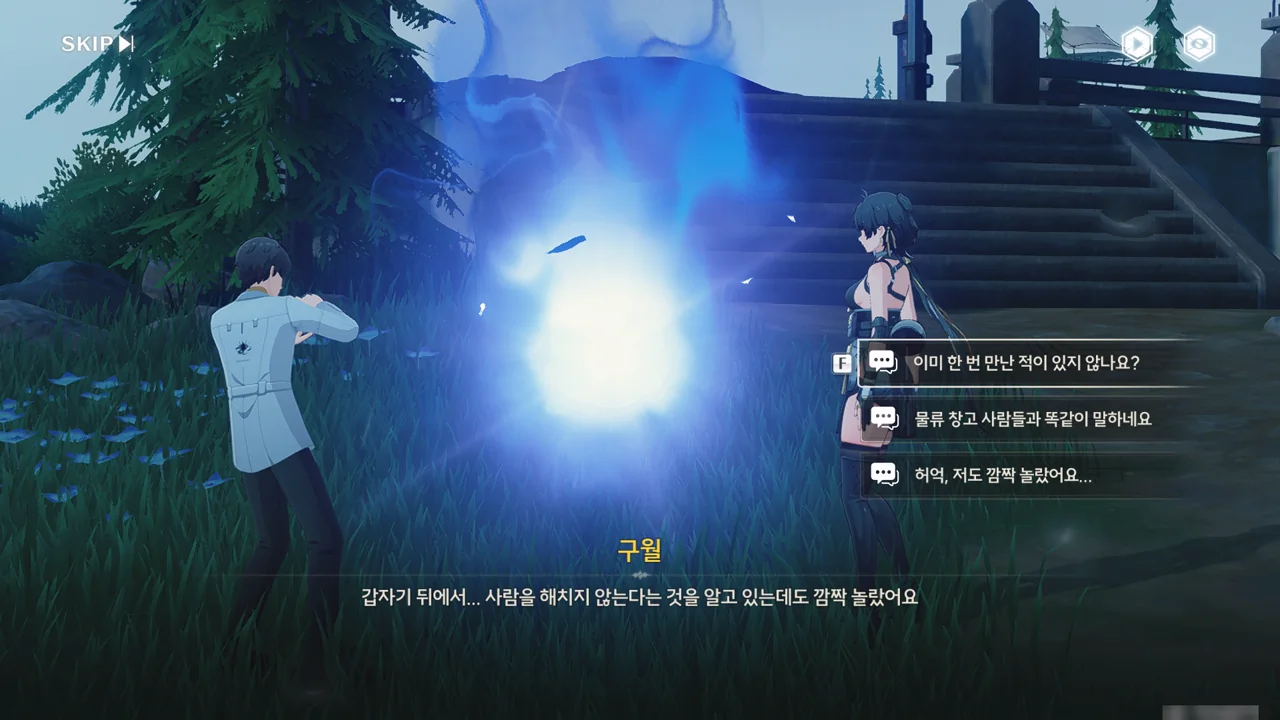 SKIP
F
이미 한 번 만난 적이 있지 않나요?
물류 창고 사람들과 똑같이 말하네요
허억, 저도 깜짝 놀랐어요...
구월
갑자기 뒤에서... 사람을 해치지 않는다는 것을 알고 있는데도 깜짝 놀랐어요